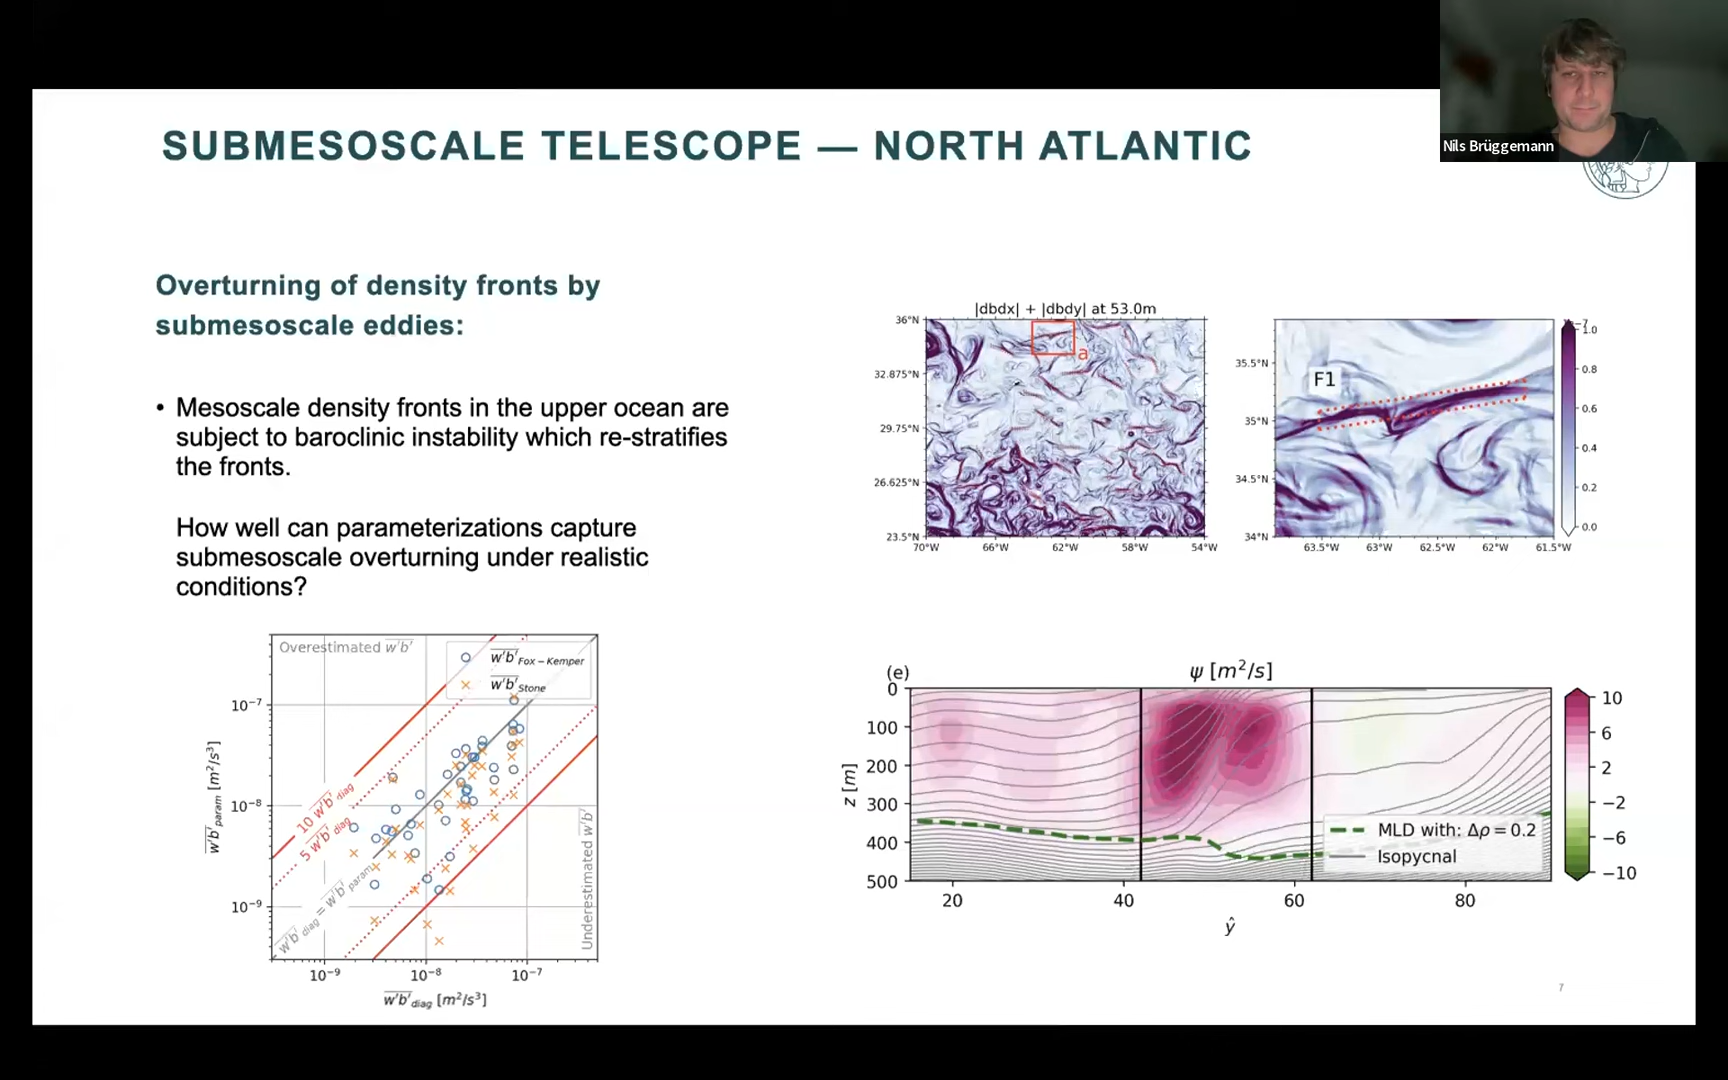 Nils Brüggemann
SUBMESOSCALE TELESCOPE — NORTH ATLANTIC
Overturning of density fronts by
submesoscale eddies:
• Mesoscale density fronts in the upper ocean are
subject to baroclinic instability which re-stratifies
the fronts.
How well can parameterizations capture
submesoscale overturning under realistic
conditions?
Overestimated w'b'
w'b' Fox-Kemper
w'b' Stone
10 w'b' diag
5 w'b' diag
w'b' diag = w'b' param
Underestimated w'b'
w'b' param [m²/s³]
10⁻⁷
10⁻⁸
10⁻⁹
10⁻⁹ 10⁻⁸ 10⁻⁷
w'b' diag [m²/s³]
|dbdx| + |dbdy| at 53.0m
36°N
32.875°N
29.75°N
26.625°N
23.5°N
70°W 66°W 62°W 58°W 54°W
a
F1
35.5°N
35°N
34.5°N
34°N
63.5°W 63°W 62.5°W 62°W 61.5°W
1.0
0.8
0.6
0.4
0.2
0.0
(e)
ψ [m²/s]
z [m]
0
100
200
300
400
500
20 40 60 80
ŷ
MLD with: Δρ = 0.2
Isopycnal
10
6
2
−2
−6
−10
7